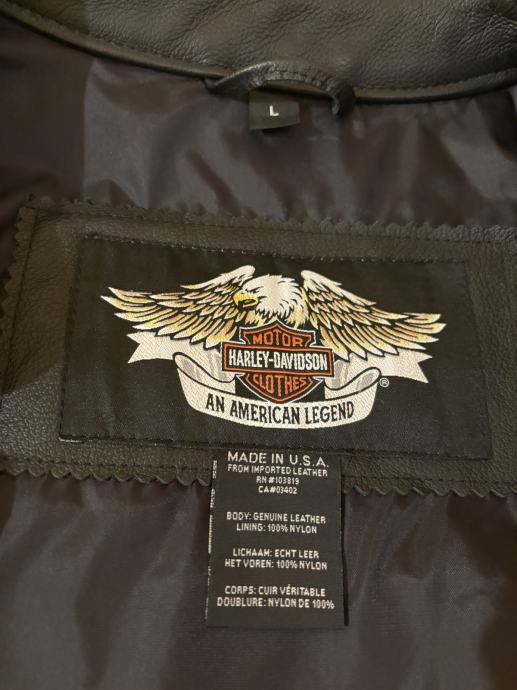 L
MOTOR
HARLEY-DAVIDSON
CLOTHES
®
AN AMERICAN LEGEND
MADE IN U.S.A.
FROM IMPORTED LEATHER
RN#103819
CA#03402
BODY: GENUINE LEATHER
LINING: 100% NYLON
LICHAAM: ECHT LEER
HET VOREN: 100% NYLON
CORPS: CUIR VÉRITABLE
DOUBLURE: NYLON DE 100%